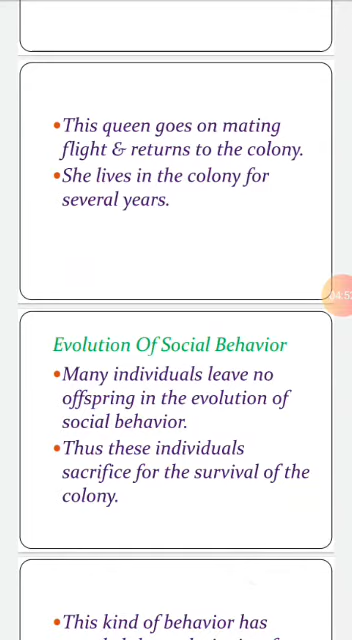 •This queen goes on mating
flight & returns to the colony.
•She lives in the colony for
several years.
Evolution Of Social Behavior
•Many individuals leave no
offspring in the evolution of
social behavior.
•Thus these individuals
sacrifice for the survival of the
colony.
•This kind of behavior has